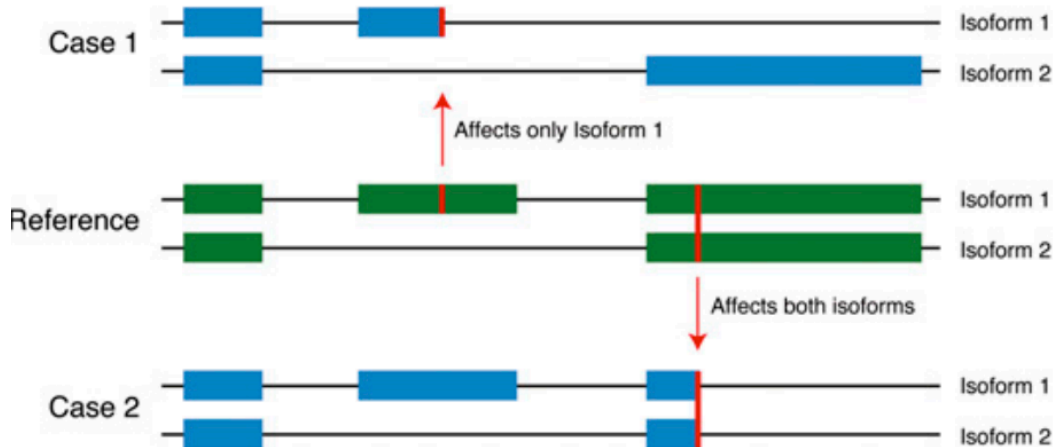 Case 1
Isoform 1
Isoform 2
Affects only Isoform 1
Reference
Isoform 1
Isoform 2
Affects both isoforms
Case 2
Isoform 1
Isoform 2